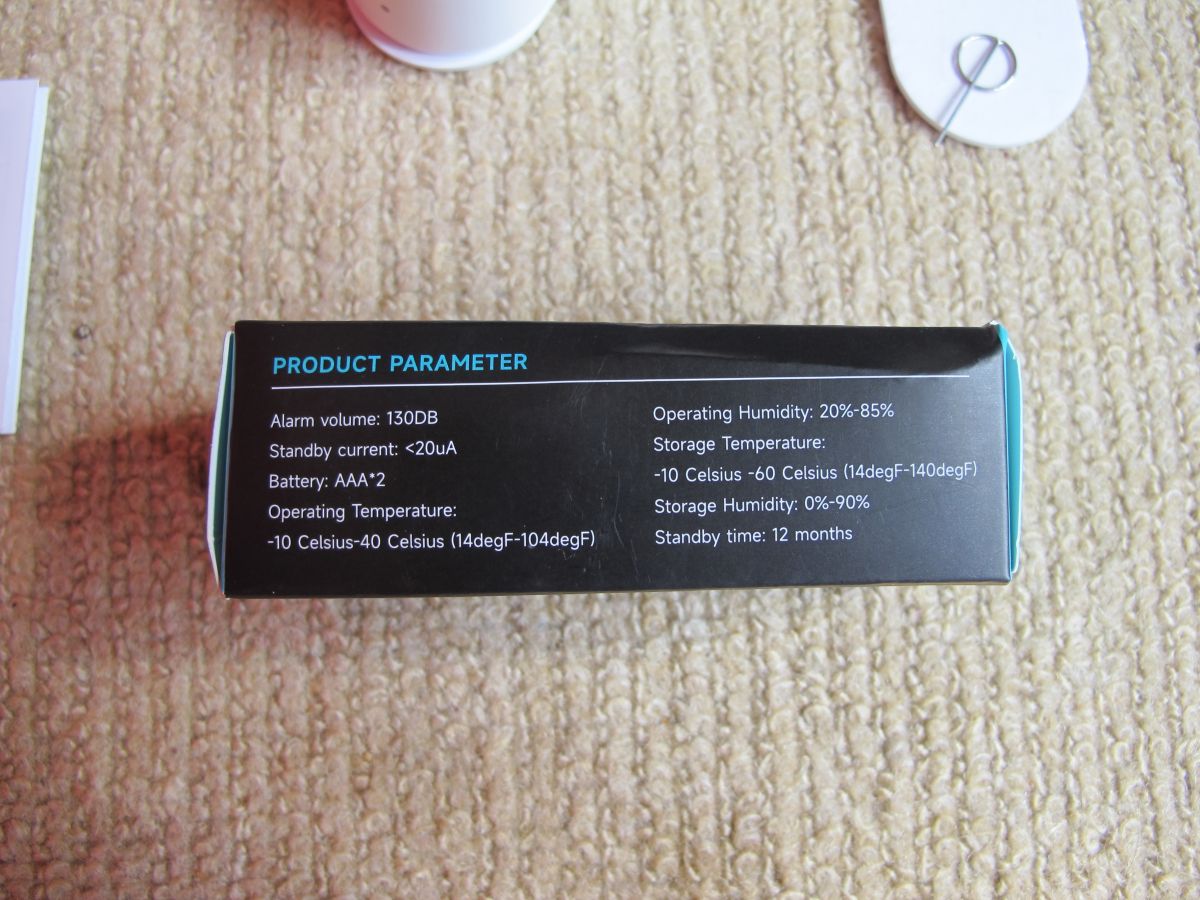 PRODUCT PARAMETER
Alarm volume: 130DB
Standby current: <20uA
Battery: AAA*2
Operating Temperature:
-10 Celsius-40 Celsius (14degF-104degF)
Operating Humidity: 20%-85%
Storage Temperature:
-10 Celsius -60 Celsius (14degF-140degF)
Storage Humidity: 0%-90%
Standby time: 12 months